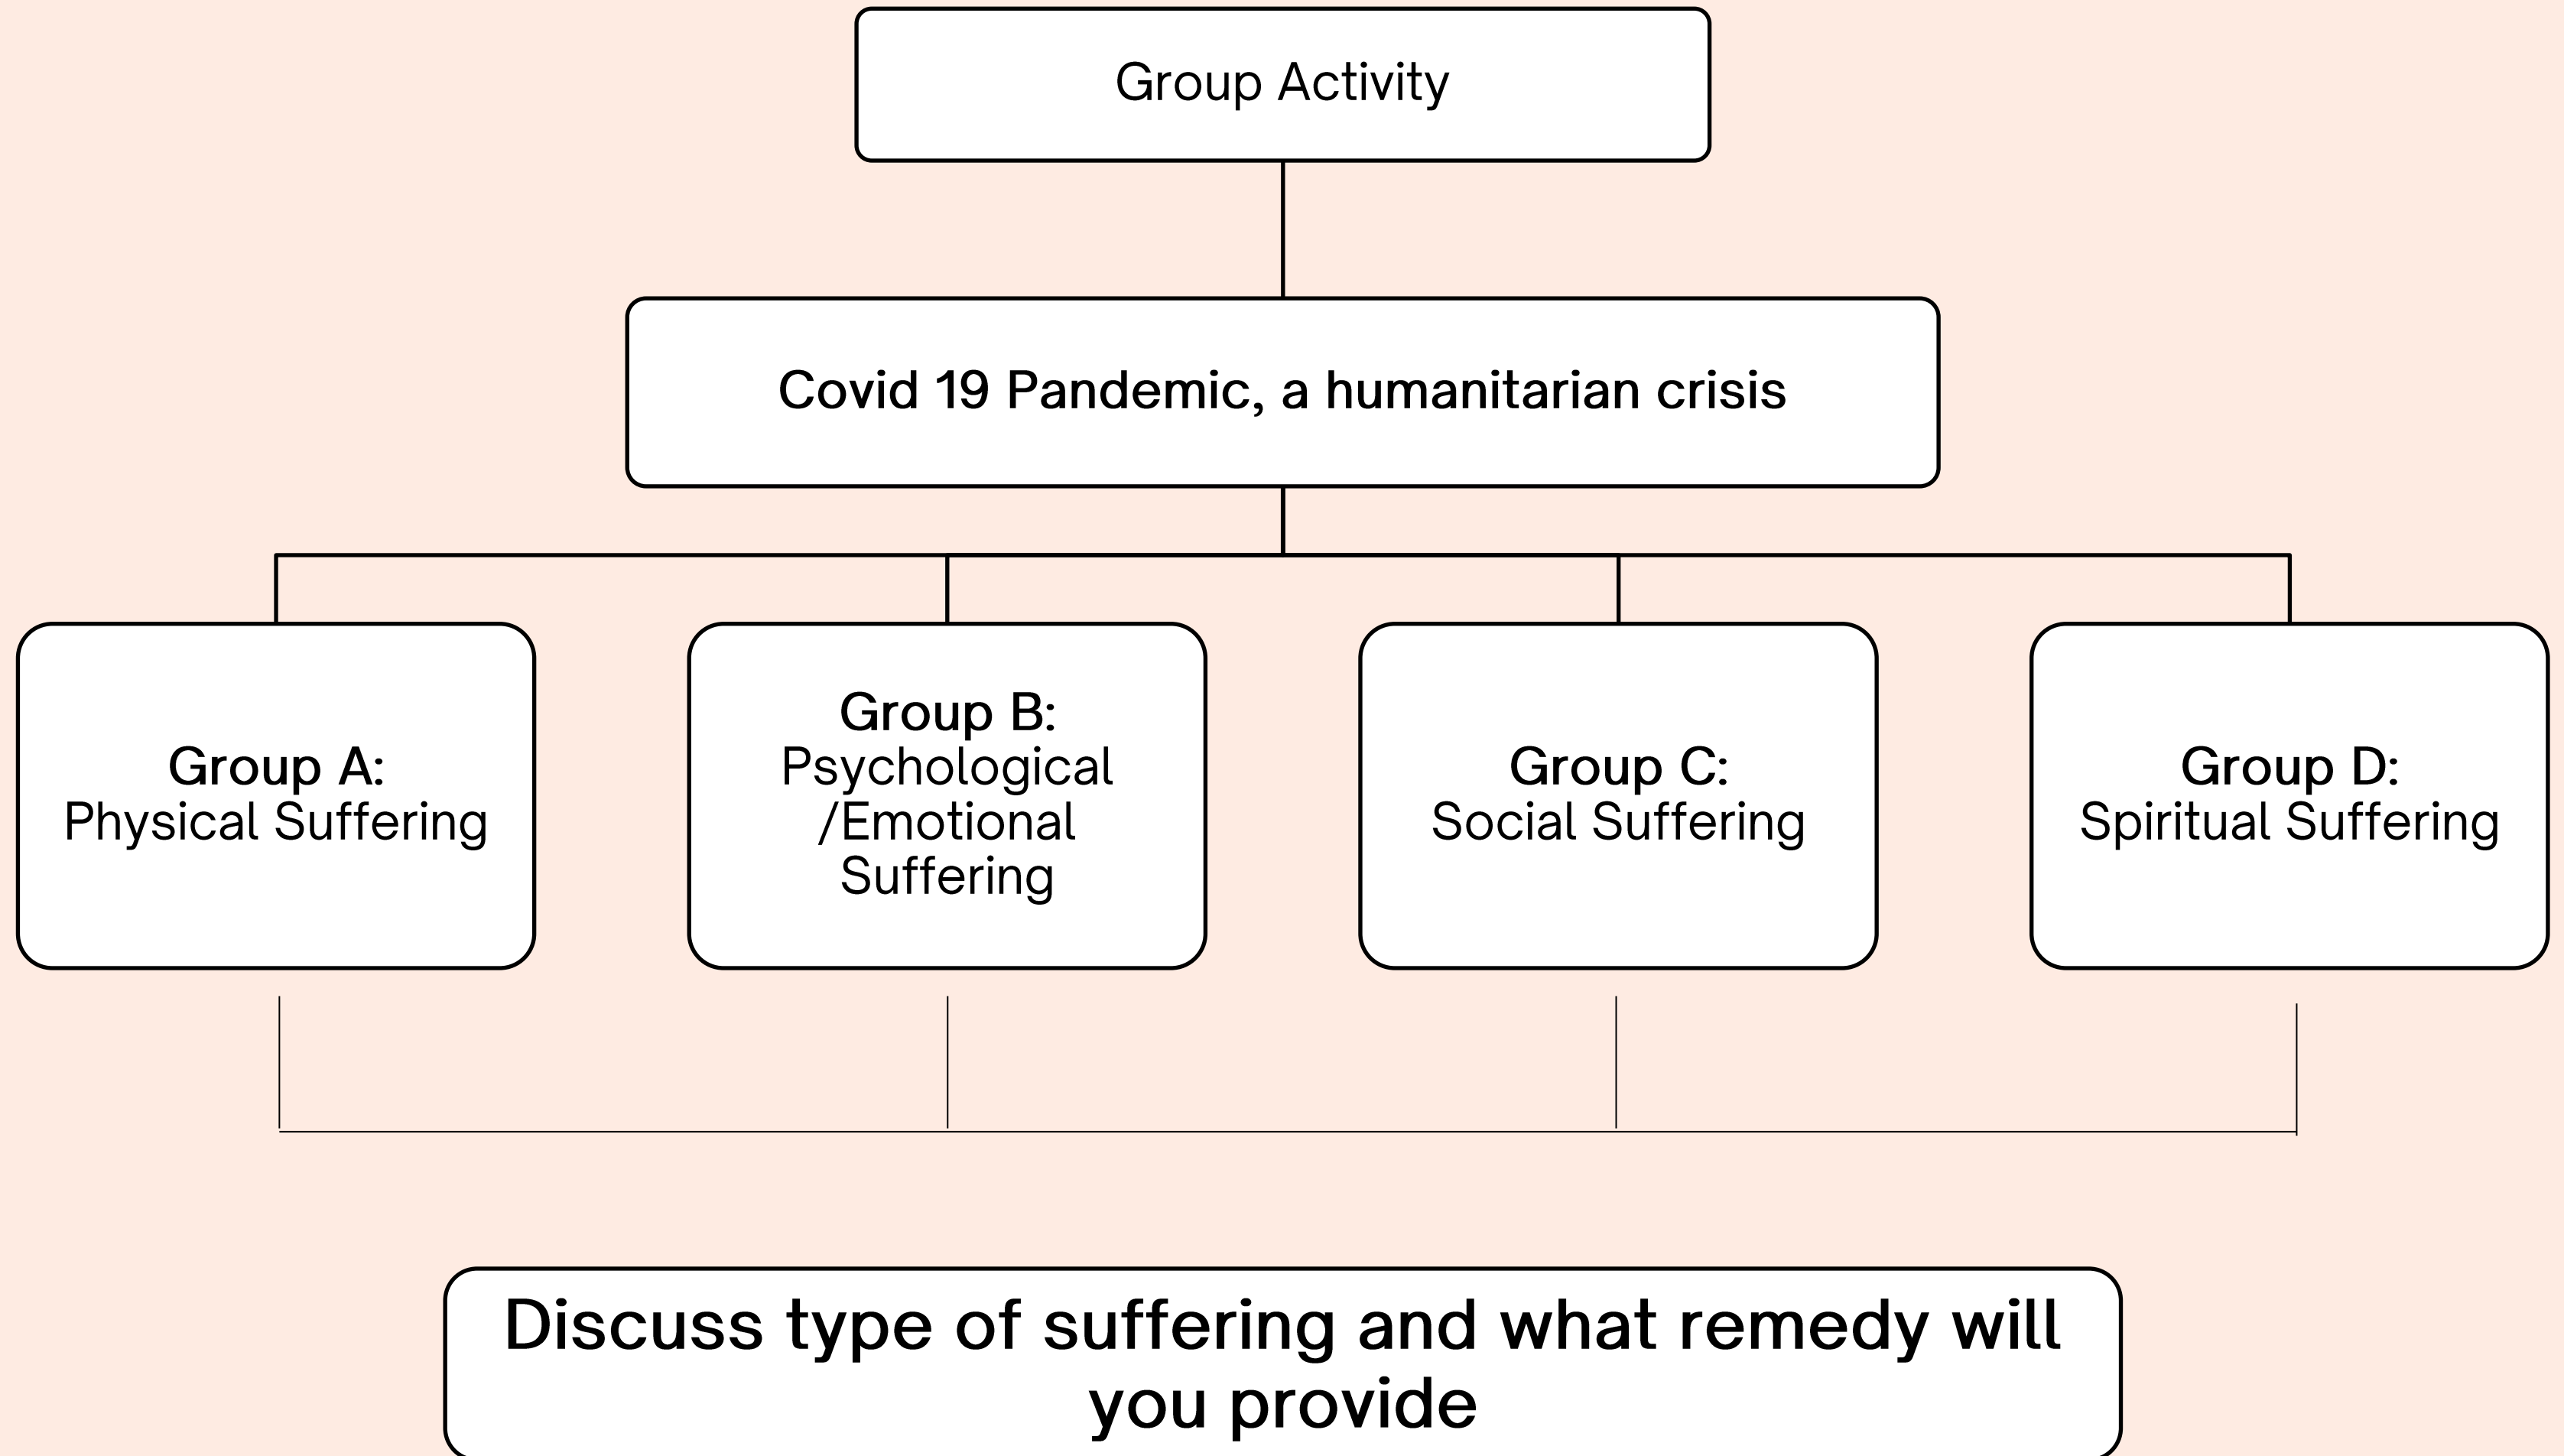 Group Activity
Covid 19 Pandemic, a humanitarian crisis
Group A:
Physical Suffering
Group B:
Psychological
/Emotional
Suffering
Group C:
Social Suffering
Group D:
Spiritual Suffering
Discuss type of suffering and what remedy will
you provide